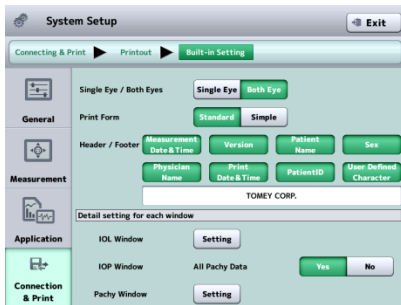 System Setup
Exit
Connecting & Print Printout Built-in Setting
General
Measurement
Application
Connection
& Print
Single Eye / Both Eyes Single Eye Both Eye
Print Form Standard Simple
Header / Footer
Measurement
Date&Time
Version
Patient
Name
Sex
Physician
Name
Print
Date&Time
PatientID
User Defined
Character
TOMEY CORP.
Detail setting for each window
IOL Window Setting
IOP Window All Pachy Data Yes No
Pachy Window Setting